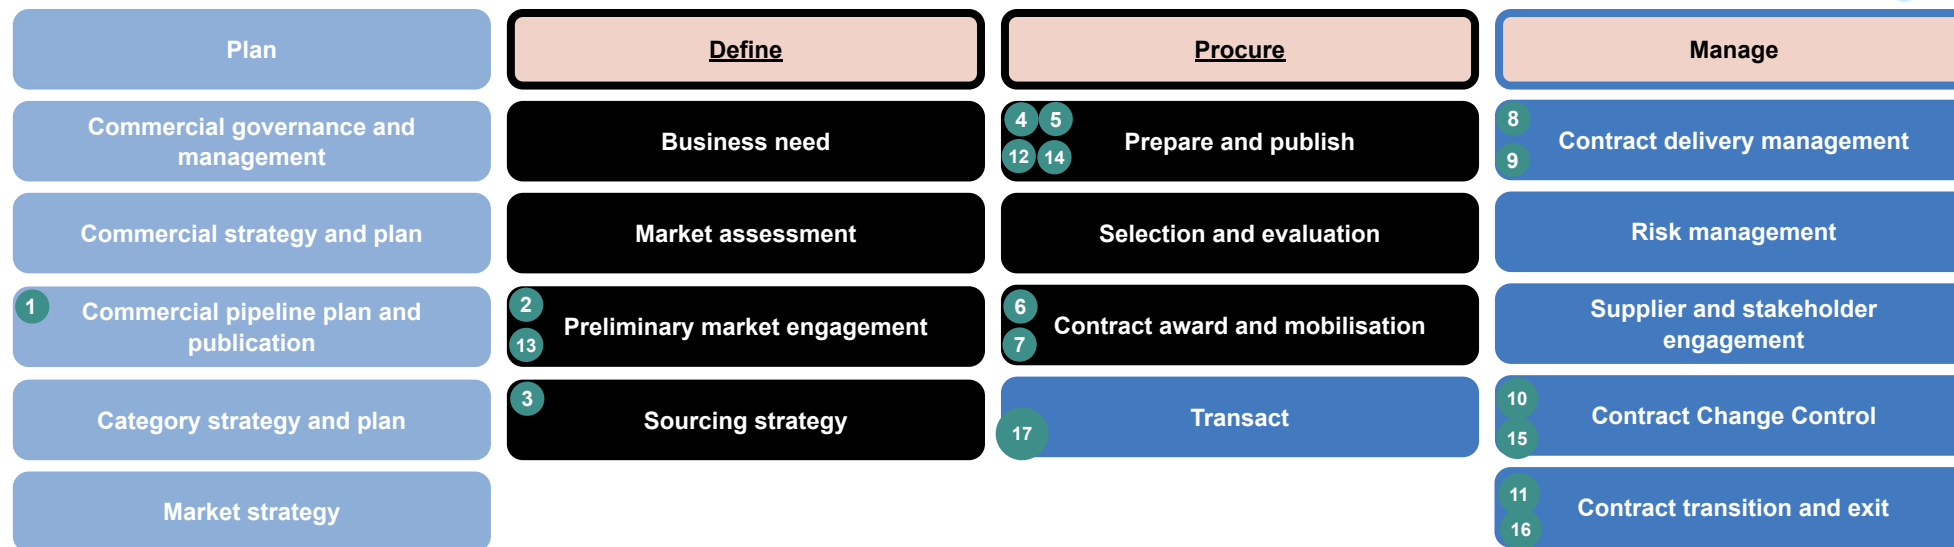 Plan
Commercial governance and
management
Commercial strategy and plan
1
Commercial pipeline plan and
publication
Category strategy and plan
Market strategy
Define
Business need
Market assessment
2
13
Preliminary market engagement
3
Sourcing strategy
Procure
4 5
12 14
Prepare and publish
Selection and evaluation
6
7
Contract award and mobilisation
17
Transact
Manage
8
9
Contract delivery management
Risk management
Supplier and stakeholder
engagement
10
15
Contract Change Control
11
16
Contract transition and exit